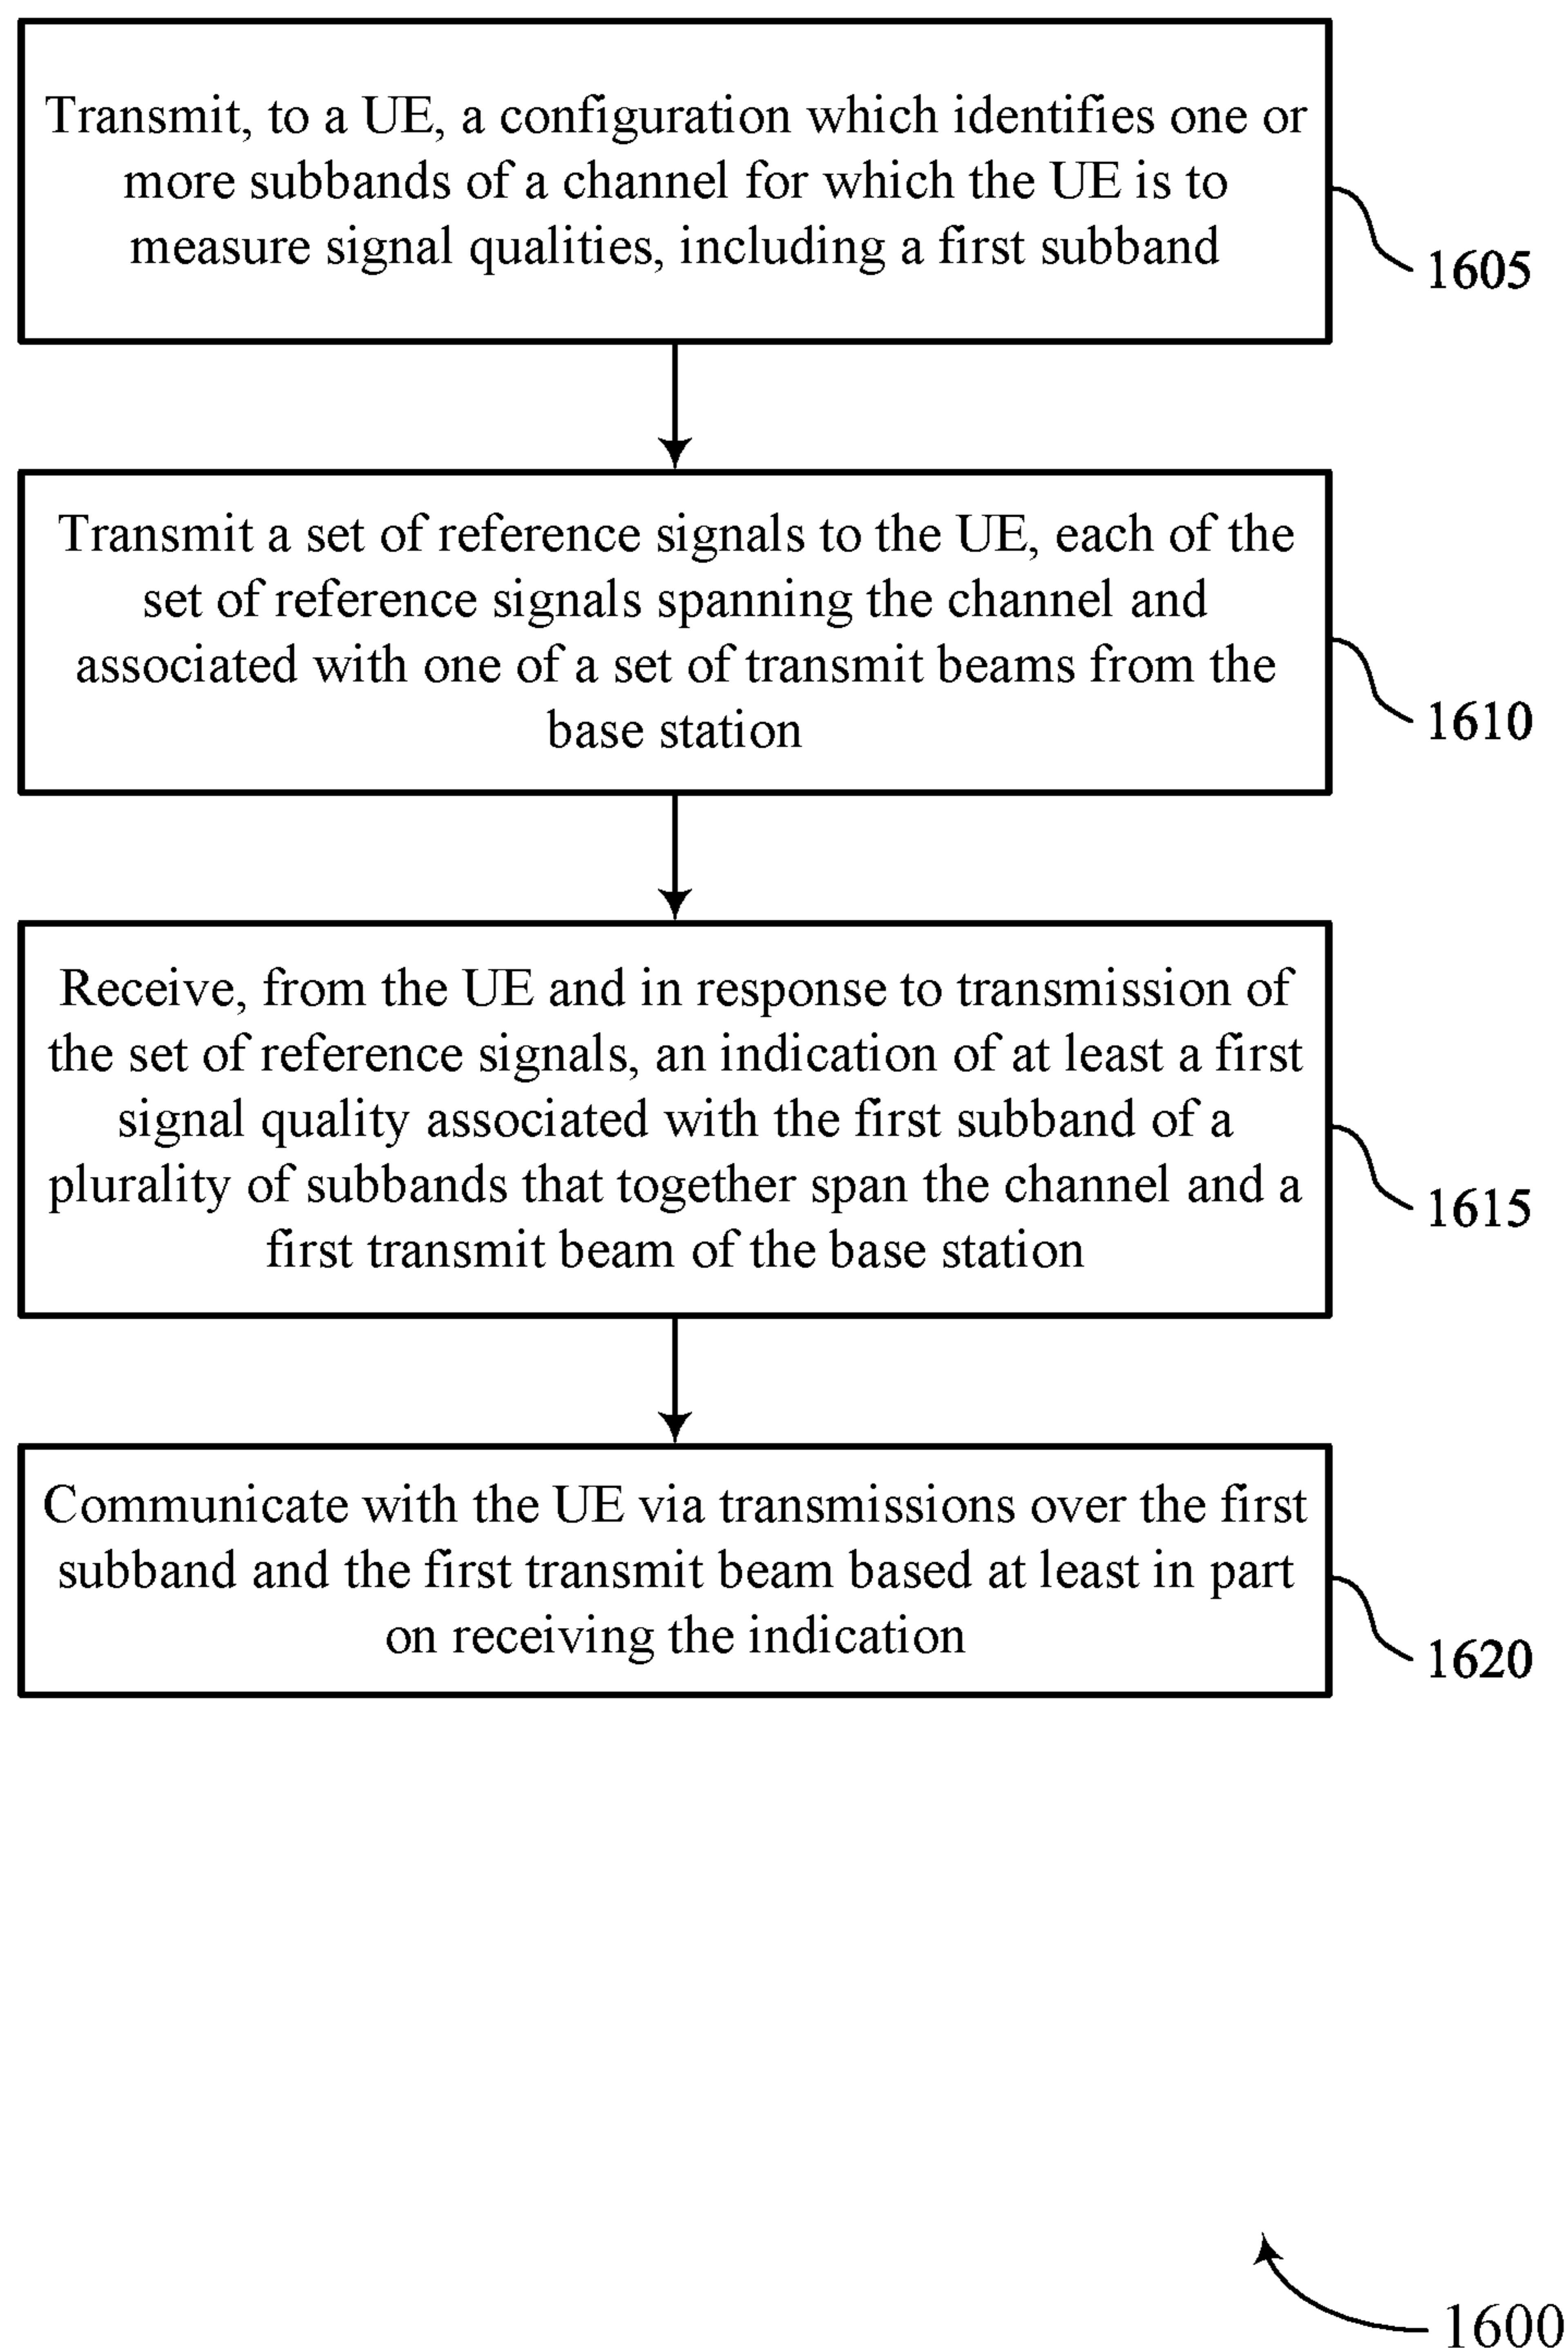 Transmit, to a UE, a configuration which identifies one or
more subbands of a channel for which the UE is to
measure signal qualities, including a first subband
1605
Transmit a set of reference signals to the UE, each of the
set of reference signals spanning the channel and
associated with one of a set of transmit beams from the
base station
1610
Receive, from the UE and in response to transmission of
the set of reference signals, an indication of at least a first
signal quality associated with the first subband of a
plurality of subbands that together span the channel and a
first transmit beam of the base station
1615
Communicate with the UE via transmissions over the first
subband and the first transmit beam based at least in part
on receiving the indication
1620
1600